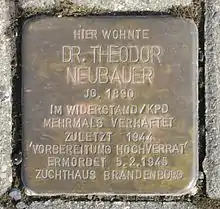 HIER WOHNTE
DR. THEODOR
NEUBAUER
JG. 1890
IM WIDERSTAND/KPD
MEHRMALS VERHAFTET
ZULETZT 1944
'VORBEREITUNG HOCHVERRAT'
ERMORDET 5.2.1945
ZUCHTHAUS BRANDENBURG